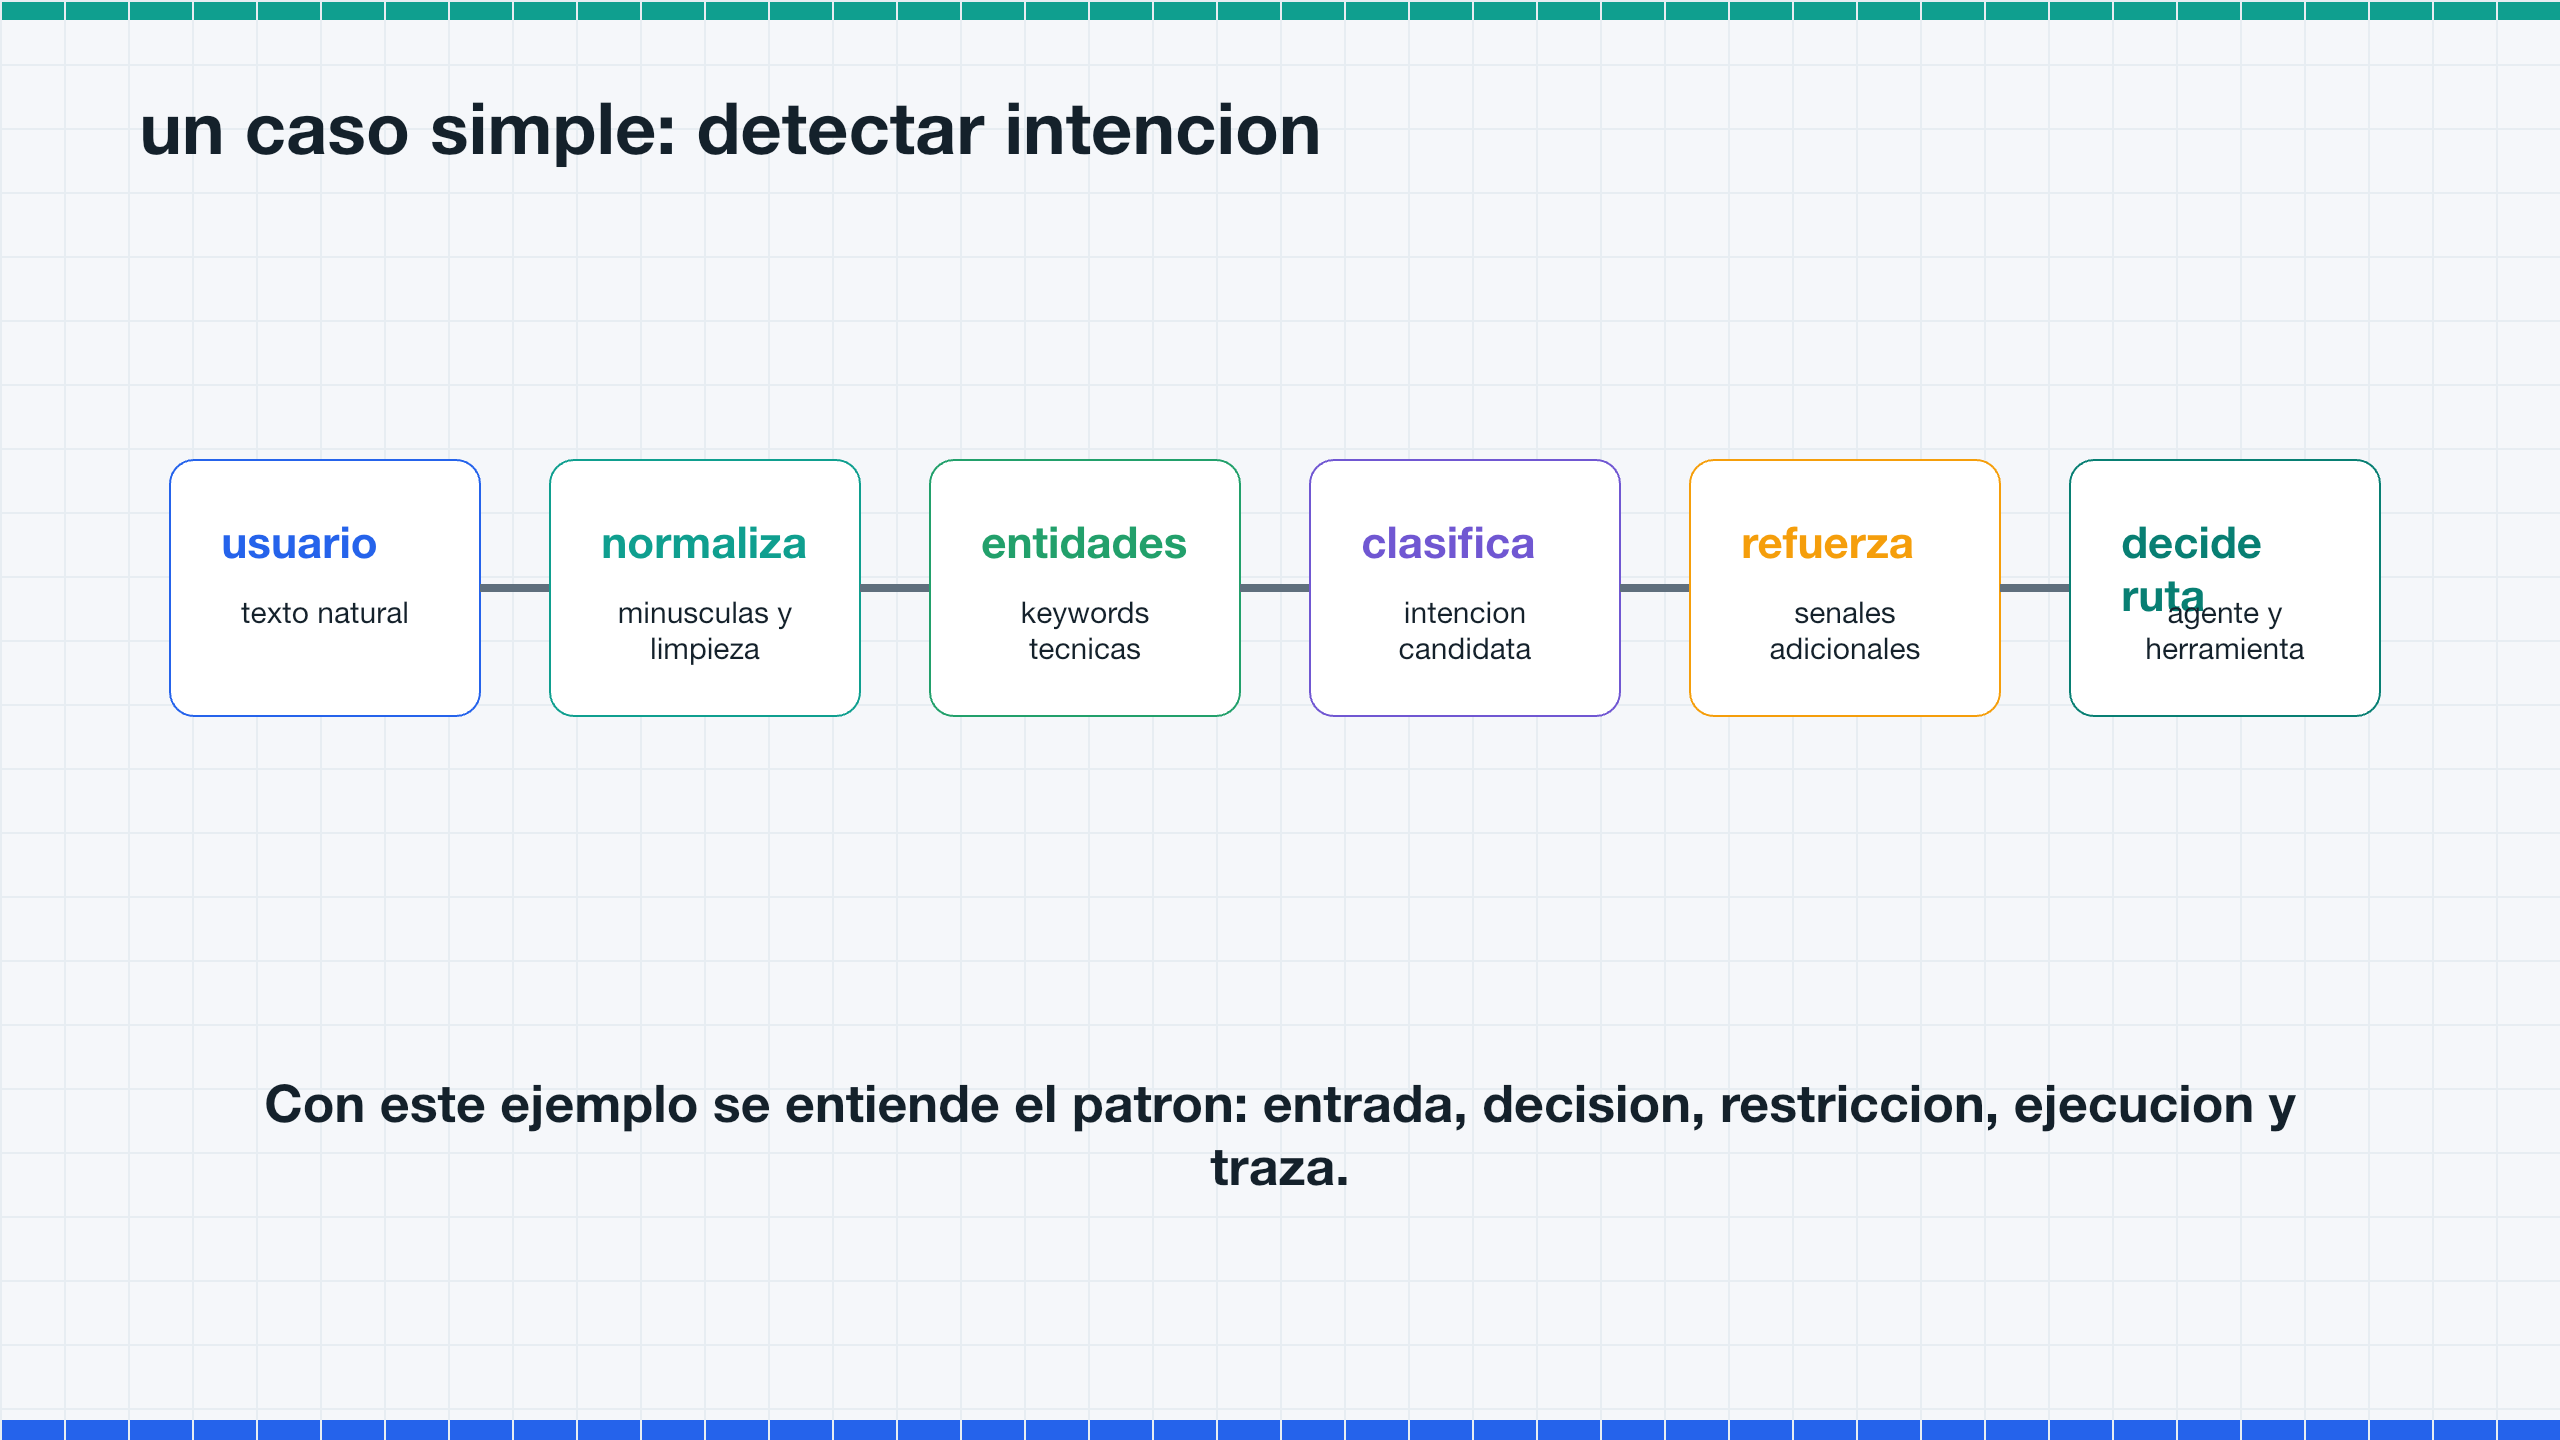 un caso simple: detectar intencion
usuario
texto natural
normaliza
minusculas y
limpieza
entidades
keywords
tecnicas
clasifica
intencion
candidata
refuerza
senales
adicionales
decide
ruta
agente y
herramienta
Con este ejemplo se entiende el patron: entrada, decision, restriccion, ejecucion y
traza.